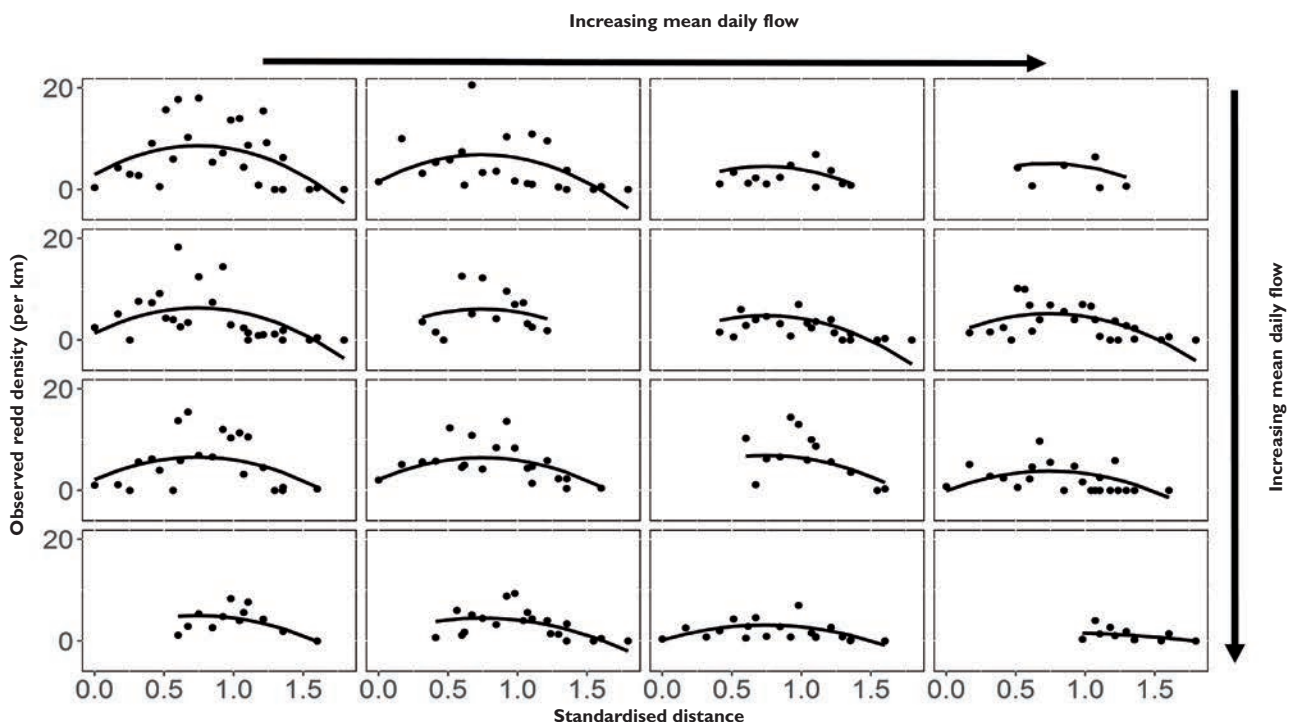 Increasing mean daily flow
20
0
20
0
20
0
20
0
Observed redd density (per km)
Increasing mean daily flow
0.0 0.5 1.0 1.5 0.0 0.5 1.0 1.5 0.0 0.5 1.0 1.5 0.0 0.5 1.0 1.5
Standardised distance